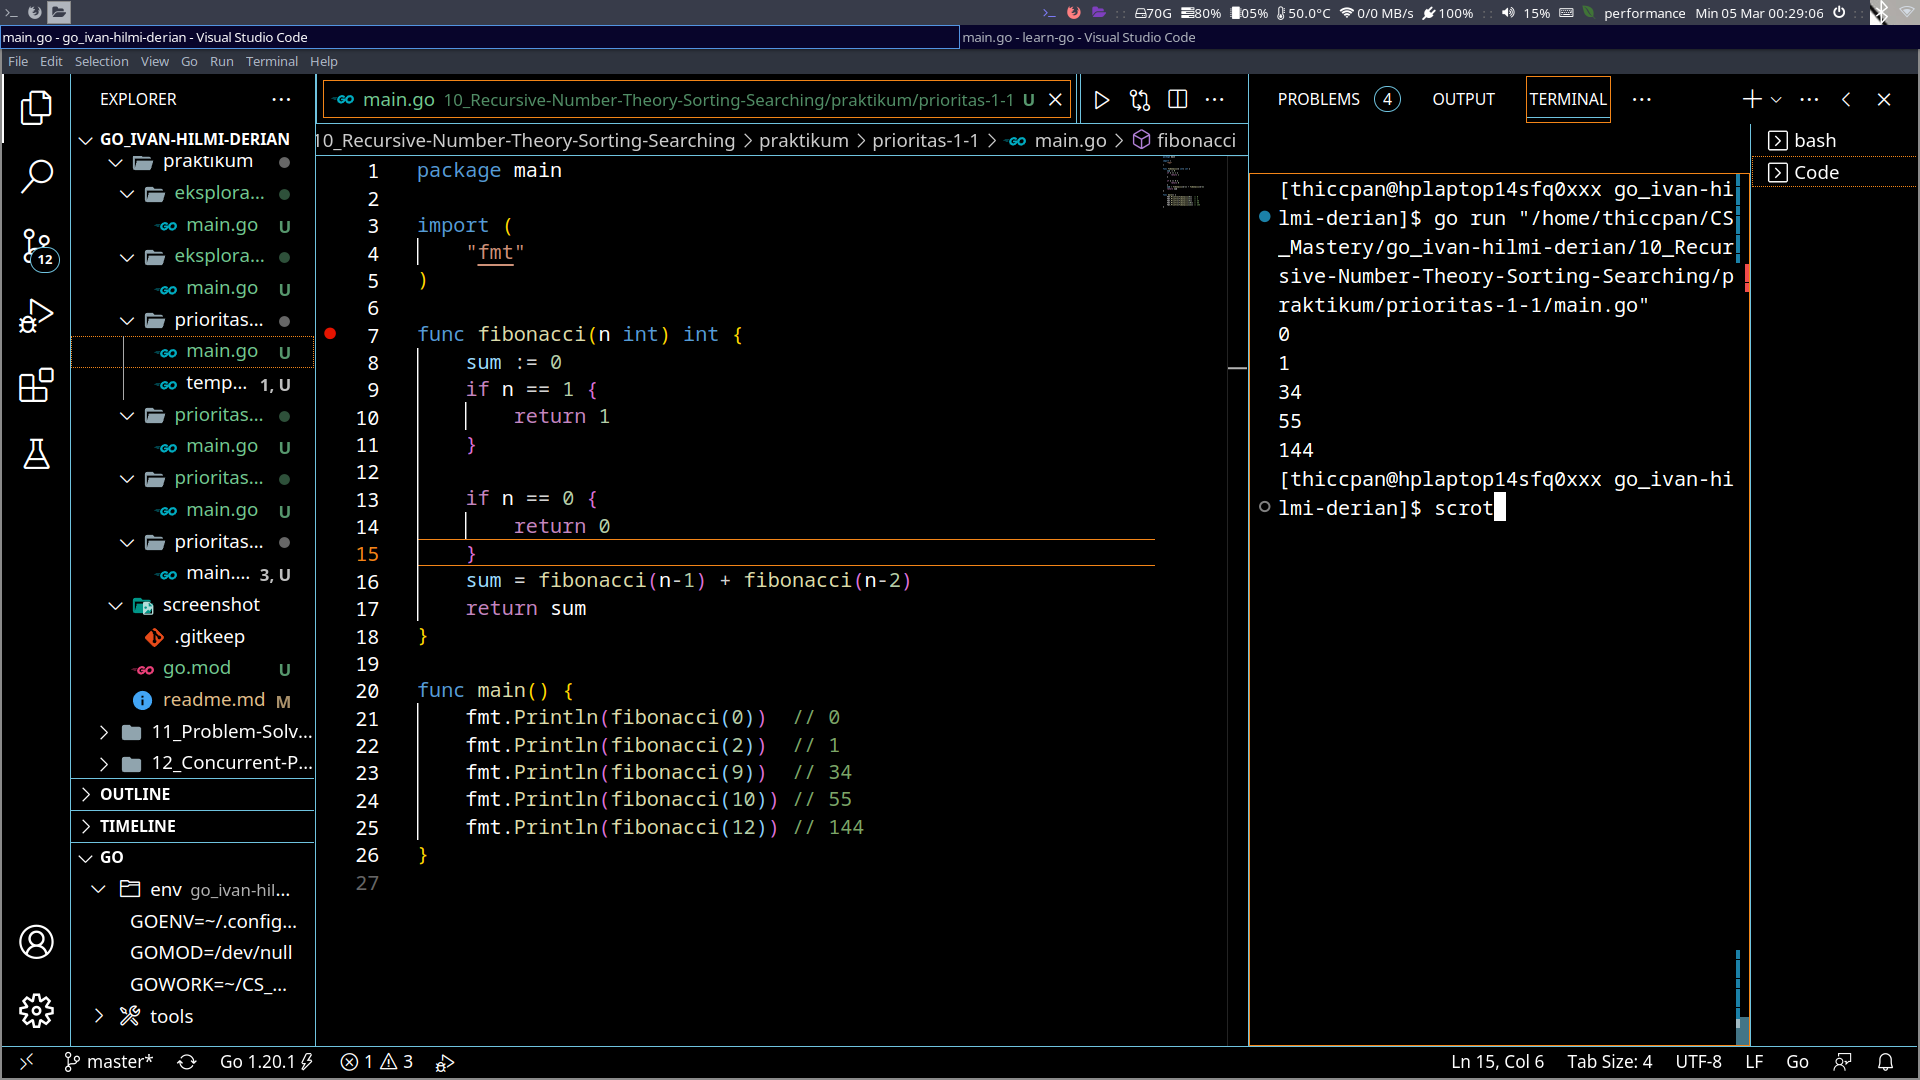 70G 80% 05% 50.0°C 0/0 MB/s 100% 15% performance Min 05 Mar 00:29:06
main.go - go_ivan-hilmi-derian - Visual Studio Code
main.go - learn-go - Visual Studio Code
File Edit Selection View Go Run Terminal Help
EXPLORER
GO_IVAN-HILMI-DERIAN
praktikum
eksplora...
main.go U
eksplora...
main.go U
prioritas...
main.go U
temp... 1, U
prioritas...
main.go U
prioritas...
main.go U
prioritas...
main.... 3, U
screenshot
.gitkeep
go.mod U
readme.md M
11_Problem-Solv...
12_Concurrent-P...
OUTLINE
TIMELINE
GO
env go_ivan-hil...
GOENV=~/.config...
GOMOD=/dev/null
GOWORK=~/CS_...
tools
12
main.go 10_Recursive-Number-Theory-Sorting-Searching/praktikum/prioritas-1-1 U
10_Recursive-Number-Theory-Sorting-Searching > praktikum > prioritas-1-1 > main.go > fibonacci
1 package main
2
3 import (
4 "fmt"
5 )
6
7 func fibonacci(n int) int {
8 sum := 0
9 if n == 1 {
10 return 1
11 }
12
13 if n == 0 {
14 return 0
15 }
16 sum = fibonacci(n-1) + fibonacci(n-2)
17 return sum
18 }
19
20 func main() {
21 fmt.Println(fibonacci(0)) // 0
22 fmt.Println(fibonacci(2)) // 1
23 fmt.Println(fibonacci(9)) // 34
24 fmt.Println(fibonacci(10)) // 55
25 fmt.Println(fibonacci(12)) // 144
26 }
27
PROBLEMS 4 OUTPUT TERMINAL
[thiccpan@hplaptop14sfq0xxx go_ivan-hi
lmi-derian]$ go run "/home/thiccpan/CS
_Mastery/go_ivan-hilmi-derian/10_Recur
sive-Number-Theory-Sorting-Searching/p
raktikum/prioritas-1-1/main.go"
0
1
34
55
144
[thiccpan@hplaptop14sfq0xxx go_ivan-hi
lmi-derian]$ scrot
bash
Code
master* Go 1.20.1 1 3 Ln 15, Col 6 Tab Size: 4 UTF-8 LF Go